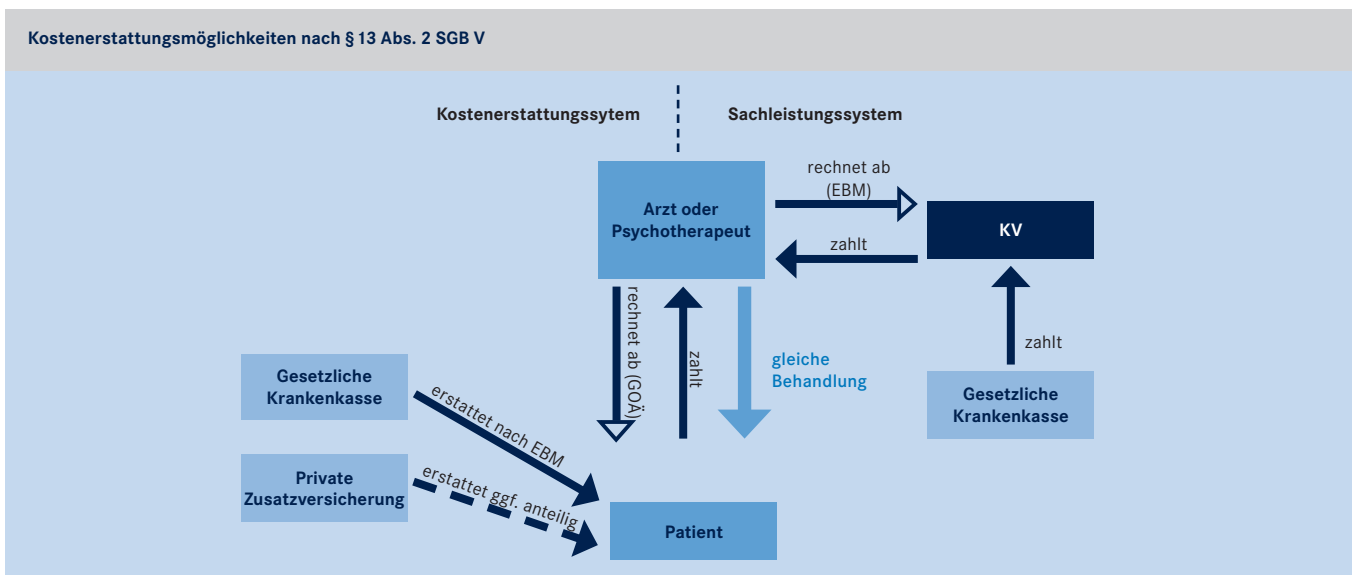 Kostenerstattungsmöglichkeiten nach § 13 Abs. 2 SGB V
Kostenerstattungssytem
Sachleistungssystem
Arzt oder
Psychotherapeut
rechnet ab
(EBM)
KV
zahlt
rechnet ab (GOÄ)
zahlt
gleiche
Behandlung
zahlt
Gesetzliche
Krankenkasse
erstattet nach EBM
Gesetzliche
Krankenkasse
Private
Zusatzversicherung
erstattet ggf. anteilig
Patient